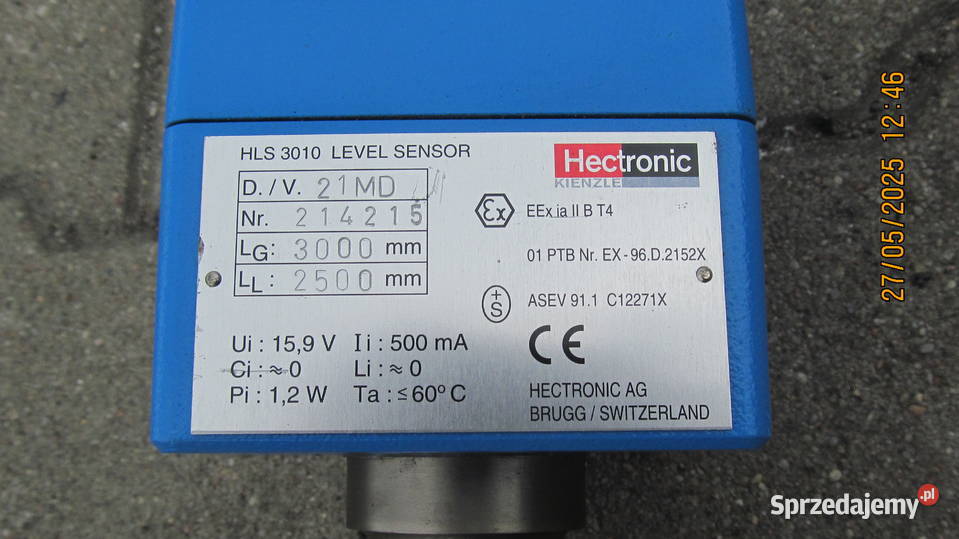 HLS 3010 LEVEL SENSOR
Hectronic
KIENZLE
D./V. 21MD
Nr. 214215
LG: 3000 mm
LL: 2500 mm
Ex
EEx ia II B T4
01 PTB Nr. EX-96.D.2152X
+
S
ASEV 91.1 C12271X
Ui : 15,9 V Ii : 500 mA
Ci : ≈ 0 Li : ≈ 0
Pi : 1,2 W Ta : ≤ 60° C
CE
HECTRONIC AG
BRUGG / SWITZERLAND
27/05/2025 12:46
Sprzedajemy.pl